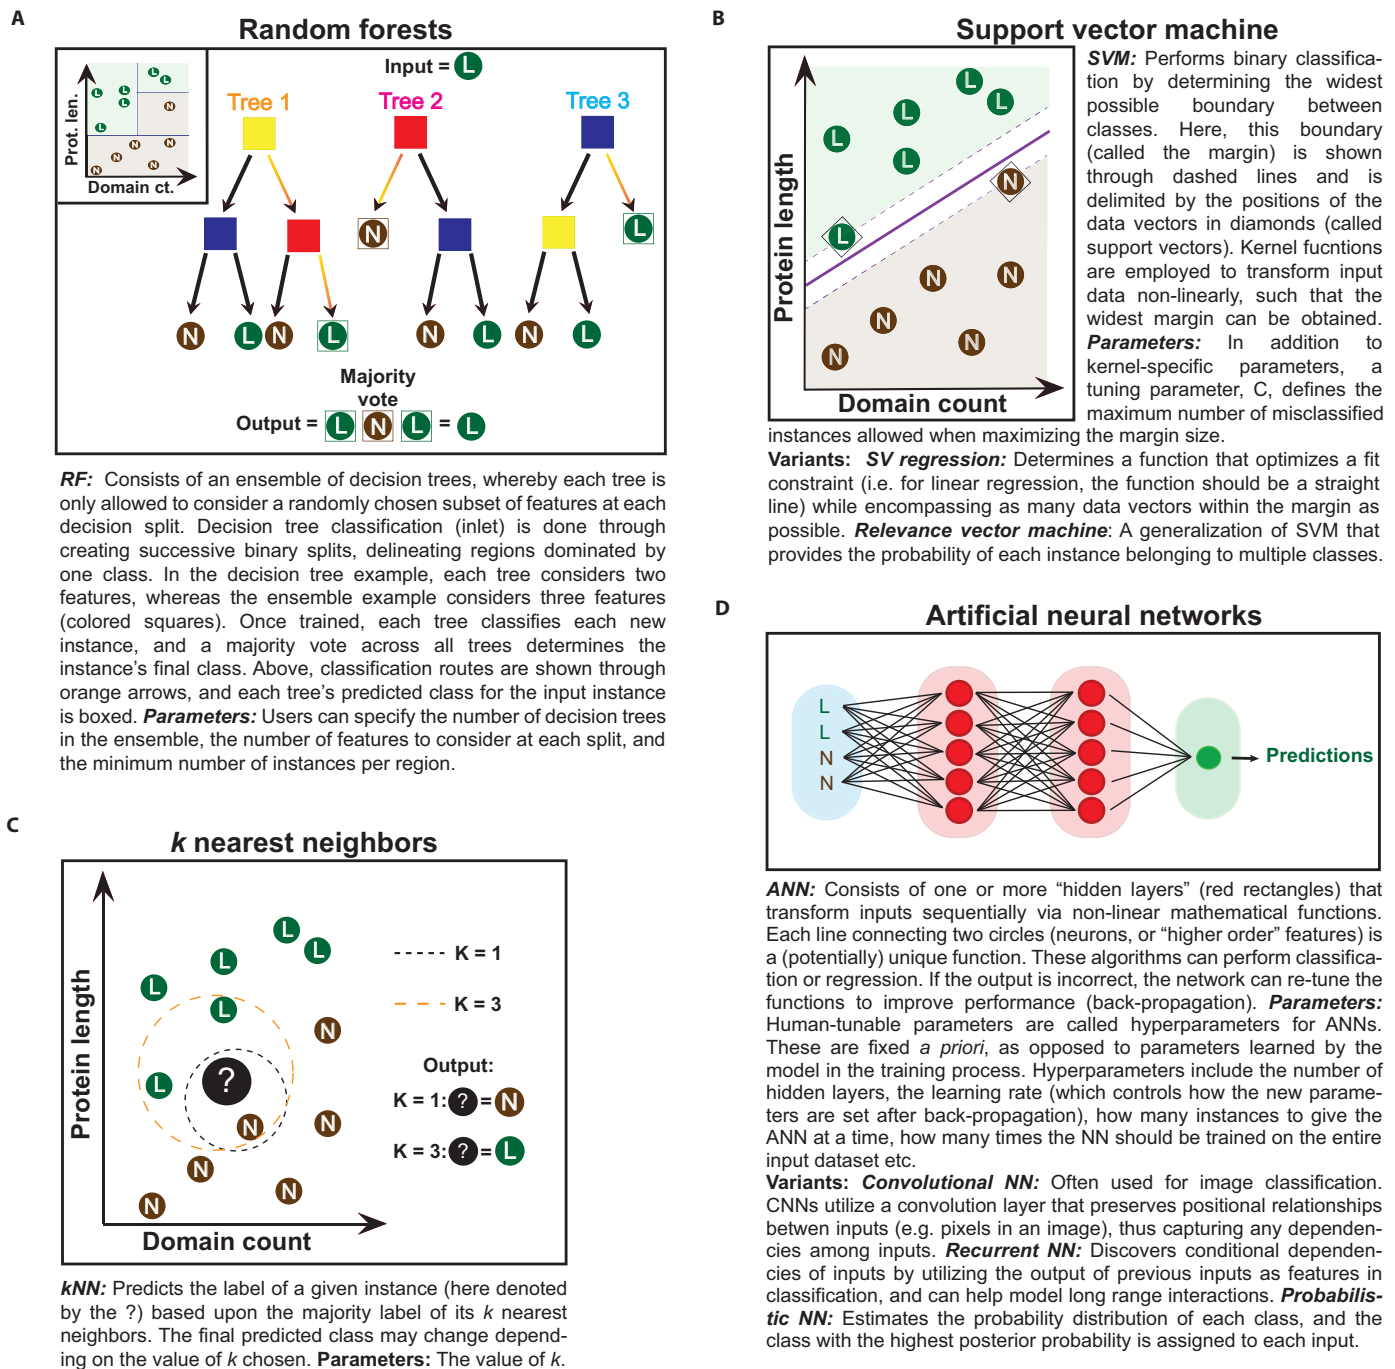 A
Random forests
Input = L
Prot. len.
Domain ct.
L
L
L
L
L
L
N
N
N
N
N
N
Tree 1
Tree 2
Tree 3
N
L
N
L
N
L
N
L
N
L
Majority
vote
Output = L N L = L
RF: Consists of an ensemble of decision trees, whereby each tree is
only allowed to consider a randomly chosen subset of features at each
decision split. Decision tree classification (inlet) is done through
creating successive binary splits, delineating regions dominated by
one class. In the decision tree example, each tree considers two
features, whereas the ensemble example considers three features
(colored squares). Once trained, each tree classifies each new
instance, and a majority vote across all trees determines the
instance's final class. Above, classification routes are shown through
orange arrows, and each tree's predicted class for the input instance
is boxed. Parameters: Users can specify the number of decision trees
in the ensemble, the number of features to consider at each split, and
the minimum number of instances per region.
B
Support vector machine
Protein length
Domain count
L
L
L
L
L
L
N
N
N
N
N
N
SVM: Performs binary classifica-
tion by determining the widest
possible boundary between
classes. Here, this boundary
(called the margin) is shown
through dashed lines and is
delimited by the positions of the
data vectors in diamonds (called
support vectors). Kernel fucntions
are employed to transform input
data non-linearly, such that the
widest margin can be obtained.
Parameters: In addition to
kernel-specific parameters, a
tuning parameter, C, defines the
maximum number of misclassified
instances allowed when maximizing the margin size.
Variants: SV regression: Determines a function that optimizes a fit
constraint (i.e. for linear regression, the function should be a straight
line) while encompassing as many data vectors within the margin as
possible. Relevance vector machine: A generalization of SVM that
provides the probability of each instance belonging to multiple classes.
C
k nearest neighbors
Protein length
Domain count
L
L
L
L
L
L
N
?
N
N
N
N
N
K = 1
K = 3
Output:
K = 1: ? = N
K = 3: ? = L
kNN: Predicts the label of a given instance (here denoted
by the ?) based upon the majority label of its k nearest
neighbors. The final predicted class may change depend-
ing on the value of k chosen. Parameters: The value of k.
D
Artificial neural networks
L
L
N
N
Predictions
ANN: Consists of one or more “hidden layers” (red rectangles) that
transform inputs sequentially via non-linear mathematical functions.
Each line connecting two circles (neurons, or “higher order” features) is
a (potentially) unique function. These algorithms can perform classifica-
tion or regression. If the output is incorrect, the network can re-tune the
functions to improve performance (back-propagation). Parameters:
Human-tunable parameters are called hyperparameters for ANNs.
These are fixed a priori, as opposed to parameters learned by the
model in the training process. Hyperparameters include the number of
hidden layers, the learning rate (which controls how the new parame-
ters are set after back-propagation), how many instances to give the
ANN at a time, how many times the NN should be trained on the entire
input dataset etc.
Variants: Convolutional NN: Often used for image classification.
CNNs utilize a convolution layer that preserves positional relationships
betwen inputs (e.g. pixels in an image), thus capturing any dependen-
cies among inputs. Recurrent NN: Discovers conditional dependen-
cies of inputs by utilizing the output of previous inputs as features in
classification, and can help model long range interactions. Probabilis-
tic NN: Estimates the probability distribution of each class, and the
class with the highest posterior probability is assigned to each input.